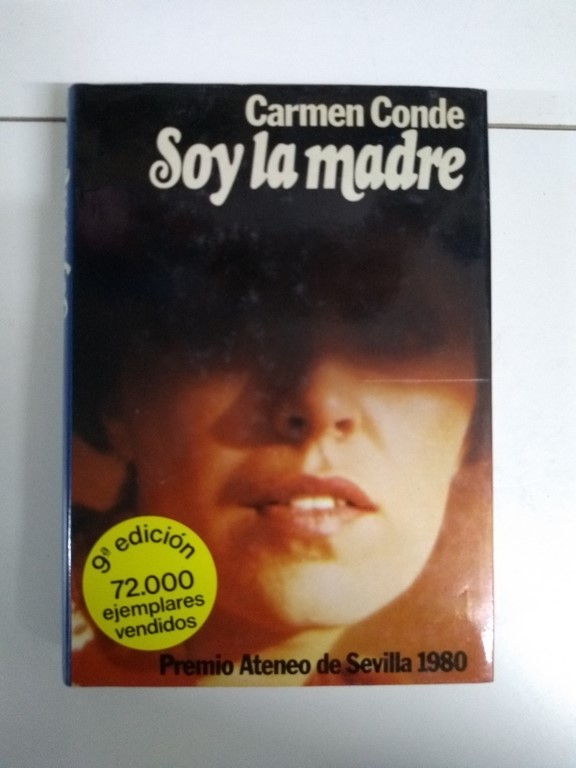 Carmen Conde
Soy la madre
9ª edición
72.000
ejemplares
vendidos
Premio Ateneo de Sevilla 1980